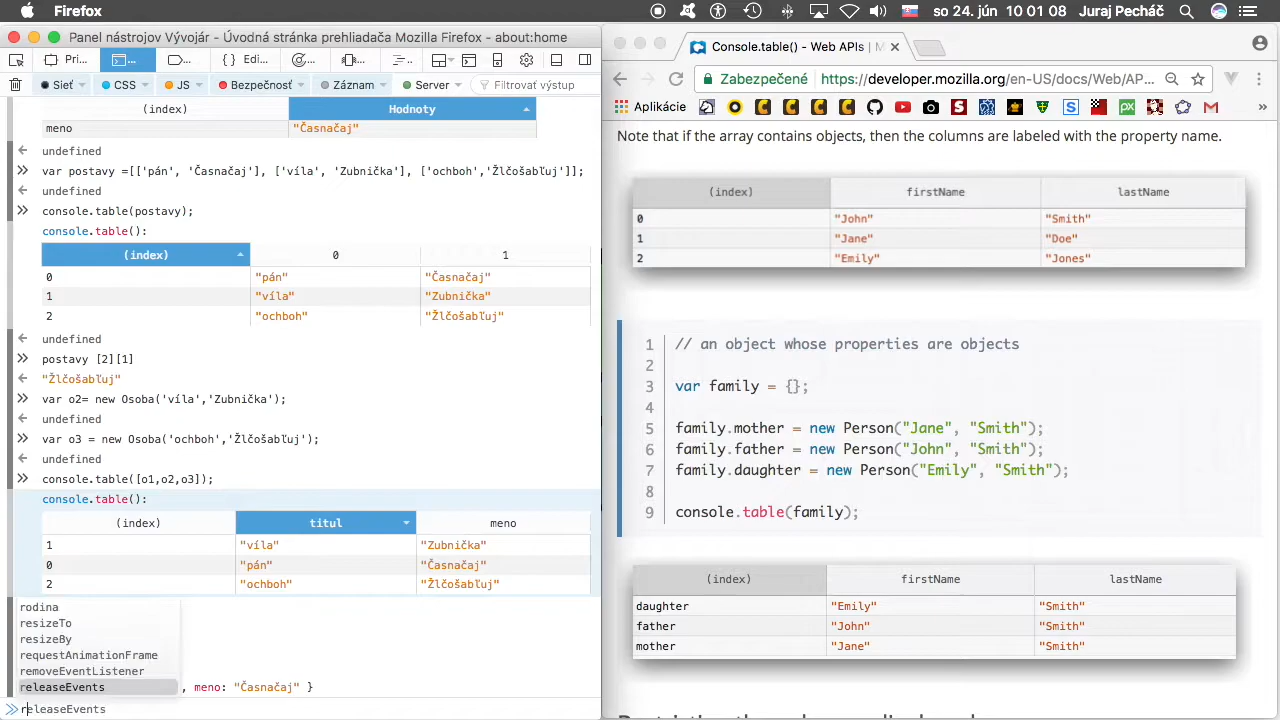 Firefox
so 24. jún 10 01 08 Juraj Pecháč
Panel nástrojov Vývojár - Úvodná stránka prehliadača Mozilla Firefox - about:home
Pri…
{ } Edi…
Sieť CSS JS Bezpečnosť Záznam Server Filtrovať výstup
(index) Hodnoty
meno "Časnačaj"
undefined
var postavy =[['pán', 'Časnačaj'], ['víla', 'Zubnička'], ['ochboh','Žlčošabľuj']];
undefined
console.table(postavy);
console.table():
(index) 0 1
0 "pán" "Časnačaj"
1 "víla" "Zubnička"
2 "ochboh" "Žlčošabľuj"
undefined
postavy [2][1]
"Žlčošabľuj"
var o2= new Osoba('víla','Zubnička');
undefined
var o3 = new Osoba('ochboh','Žlčošabľuj');
undefined
console.table([o1,o2,o3]);
console.table():
(index) titul meno
1 "víla" "Zubnička"
0 "pán" "Časnačaj"
2 "ochboh" "Žlčošabľuj"
rodina
resizeTo
resizeBy
requestAnimationFrame
removeEventListener
releaseEvents , meno: "Časnačaj" }
releaseEvents
Console.table() - Web APIs | M
Zabezpečené https://developer.mozilla.org/en-US/docs/Web/AP…
Aplikácie
Note that if the array contains objects, then the columns are labeled with the property name.
(index) firstName lastName
0 "John" "Smith"
1 "Jane" "Doe"
2 "Emily" "Jones"
1 // an object whose properties are objects
2
3 var family = {};
4
5 family.mother = new Person("Jane", "Smith");
6 family.father = new Person("John", "Smith");
7 family.daughter = new Person("Emily", "Smith");
8
9 console.table(family);
(index) firstName lastName
daughter "Emily" "Smith"
father "John" "Smith"
mother "Jane" "Smith"